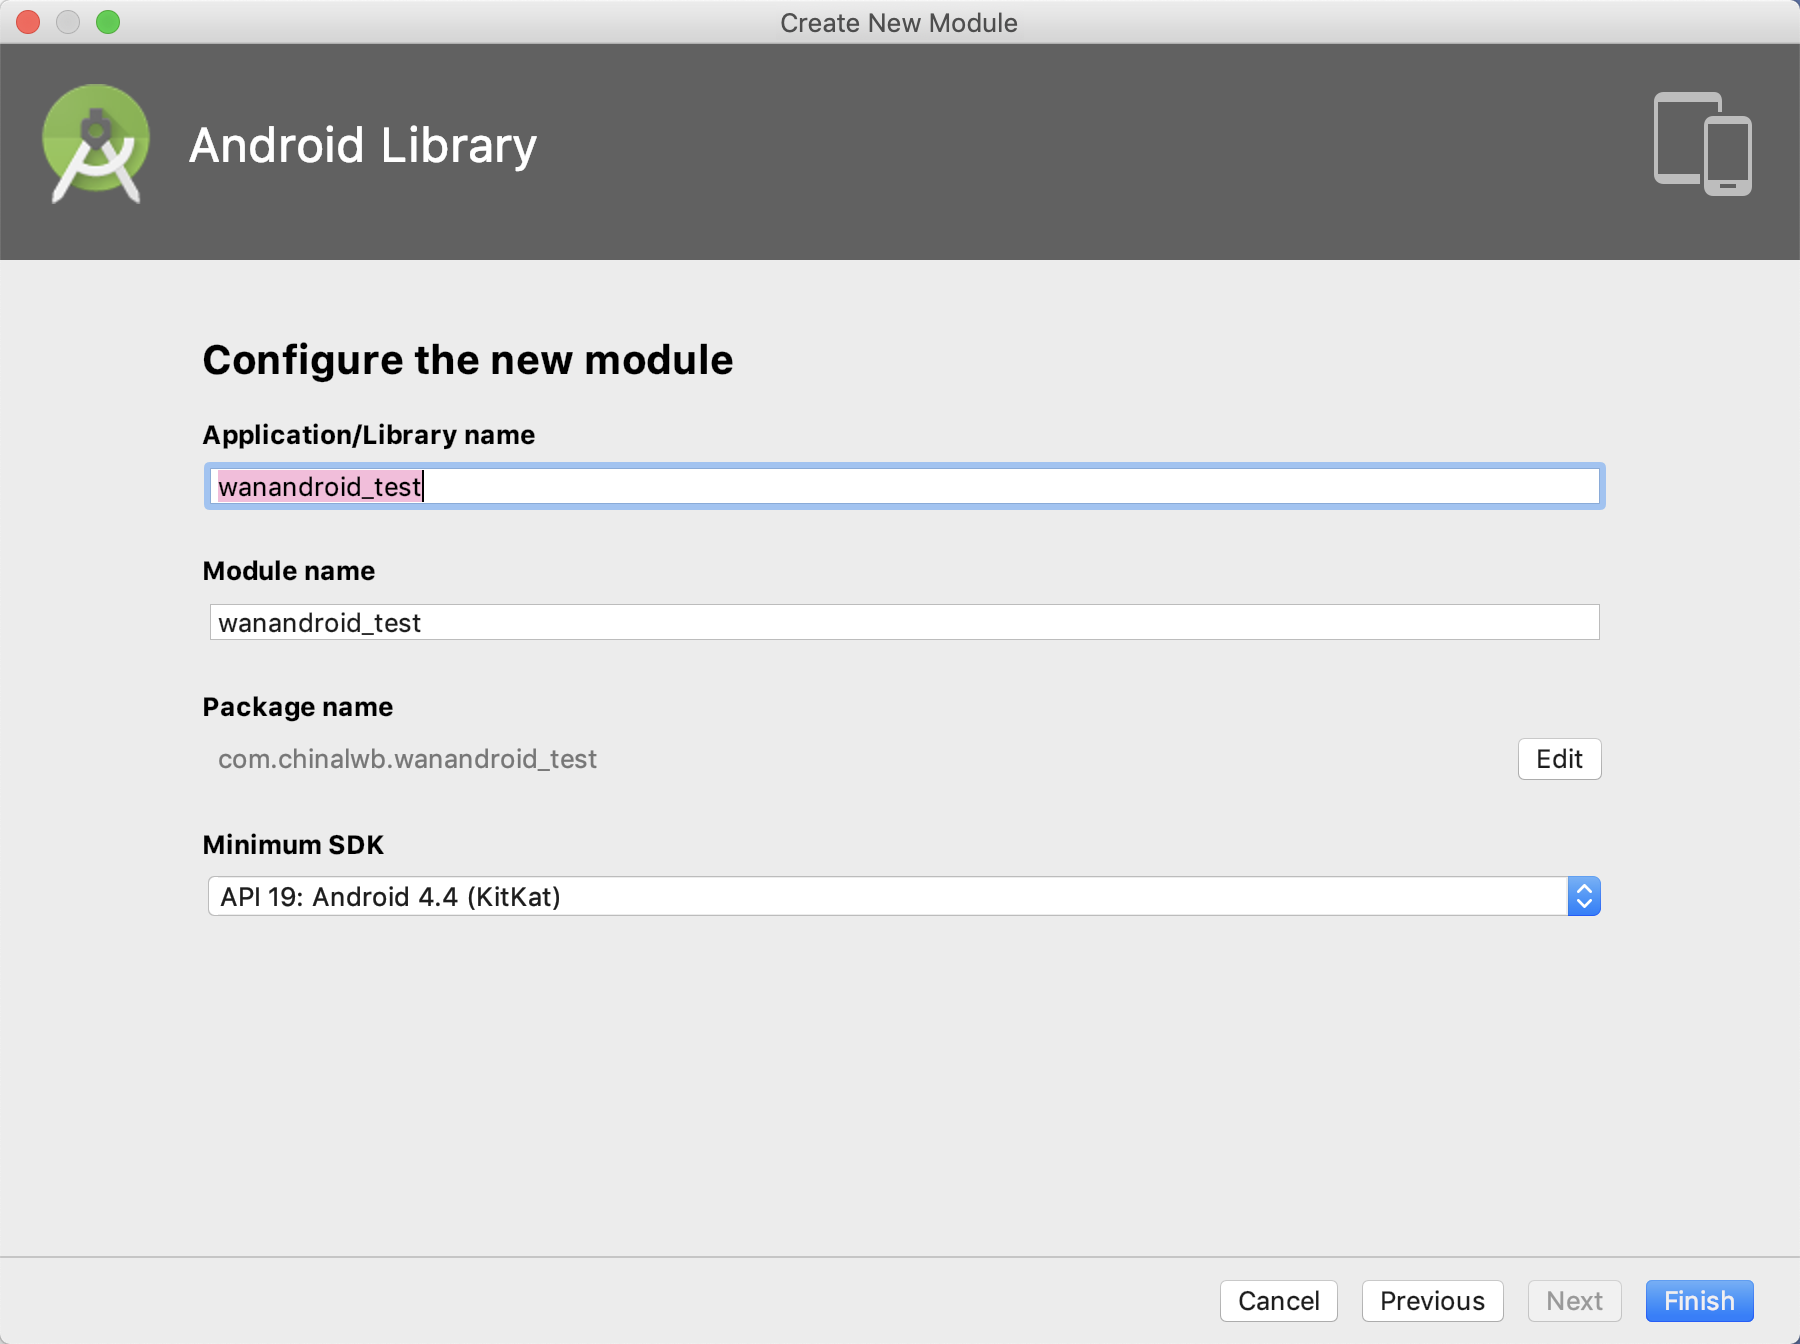 Create New Module
Android Library
Configure the new module
Application/Library name
wanandroid_test
Module name
wanandroid_test
Package name
com.chinalwb.wanandroid_test
Edit
Minimum SDK
API 19: Android 4.4 (KitKat)
Cancel Previous Next Finish